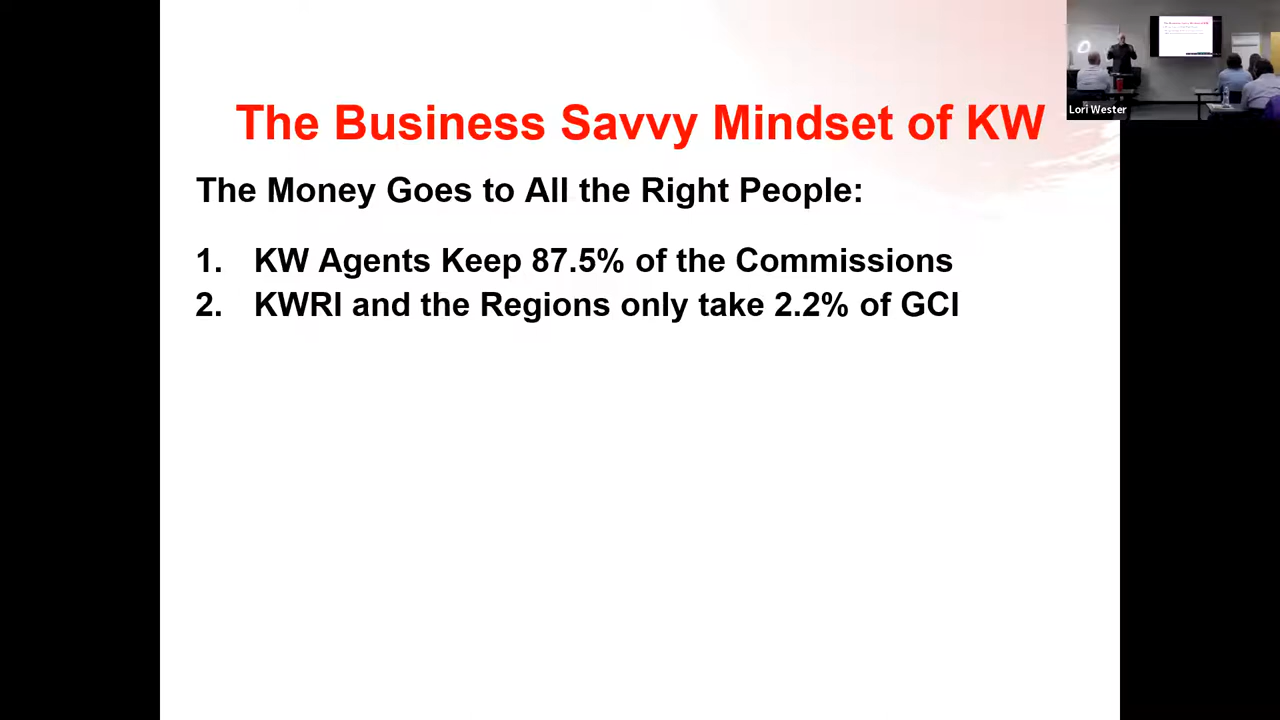 The Business Savvy Mindset of KW
The Money Goes to All the Right People:
1. KW Agents Keep 87.5% of the Commissions
2. KWRI and the Regions only take 2.2% of GCI
Lori Wester